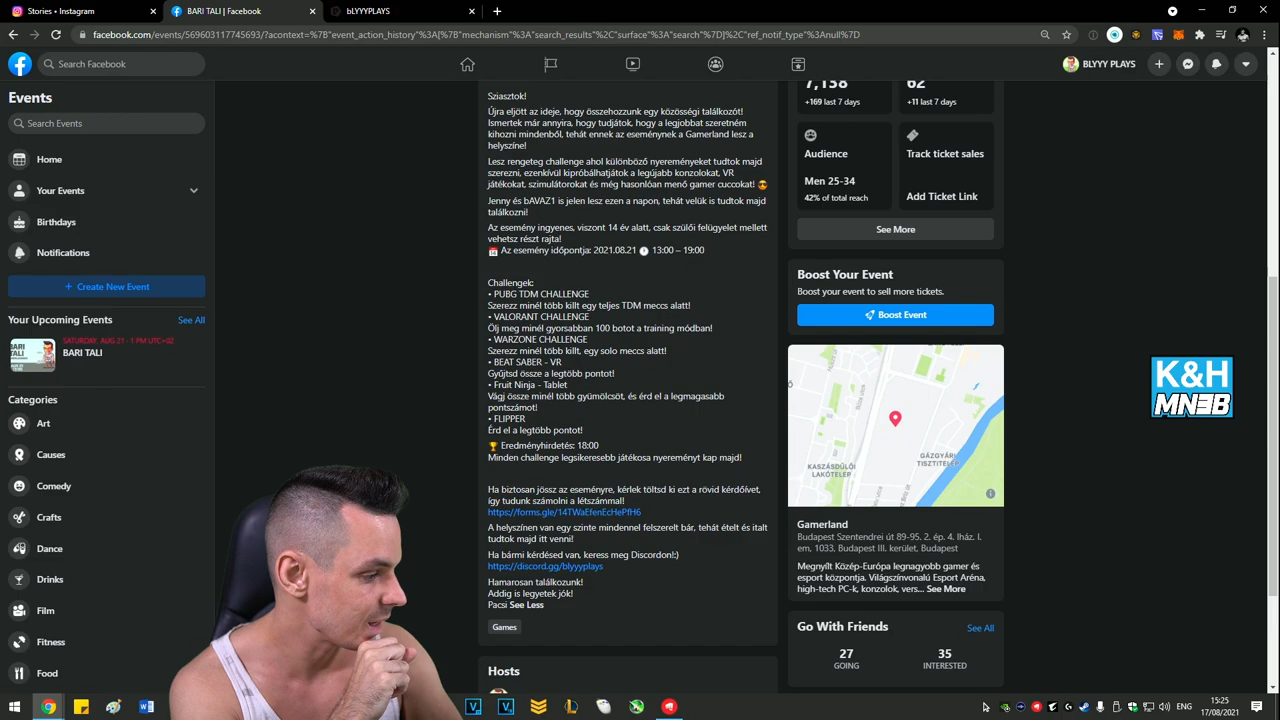 Stories • Instagram
BARI TALI | Facebook
bLYYYPLAYS
facebook.com/events/569603117745693/?acontext=%7B"event_action_history"%3A[%7B"mechanism"%3A"search_results"%2C"surface"%3A"search"%7D]%2C"ref_notif_type"%3Anull%7D
Search Facebook
BLYYY PLAYS
Events
Search Events
Home
Your Events
Birthdays
Notifications
+ Create New Event
Your Upcoming Events
See All
SATURDAY, AUG 21 - 1 PM UTC+02
BARI TALI
Categories
Art
Causes
Comedy
Crafts
Dance
Drinks
Film
Fitness
Food
Sziasztok!
Újra eljött az ideje, hogy összehozzunk egy közösségi találkozót!
Ismertek már annyira, hogy tudjátok, hogy a legjobbat szeretném
kihozni mindenből, tehát ennek az eseménynek a Gamerland lesz a
helyszíne!
Lesz rengeteg challenge ahol különböző nyereményeket tudtok majd
szerezni, ezenkívül kipróbálhatjátok a legújabb konzolokat, VR
játékokat, szimulátorokat és még hasonlóan menő gamer cuccokat! 😎
Jenny és bAVAZ1 is jelen lesz ezen a napon, tehát velük is tudtok majd
találkozni!
Az esemény ingyenes, viszont 14 év alatt, csak szülői felügyelet mellett
vehetsz részt rajta!
📅 Az esemény időpontja: 2021.08.21 🕐 13:00 – 19:00
Challengek:
• PUBG TDM CHALLENGE
Szerezz minél több killt egy teljes TDM meccs alatt!
• VALORANT CHALLENGE
Ölj meg minél gyorsabban 100 botot a training módban!
• WARZONE CHALLENGE
Szerezz minél több killt, egy solo meccs alatt!
• BEAT SABER - VR
Gyűjtsd össze a legtöbb pontot!
• Fruit Ninja - Tablet
Vágj össze minél több gyümölcsöt, és érd el a legmagasabb
pontszámot!
• FLIPPER
Érd el a legtöbb pontot!
🏆 Eredményhirdetés: 18:00
Minden challenge legsikeresebb játékosa nyereményt kap majd!
Ha biztosan jössz az eseményre, kérlek töltsd ki ezt a rövid kérdőívet,
így tudunk számolni a létszámmal!
https://forms.gle/14TWaEfenEcHePfH6
A helyszínen van egy szinte mindennel felszerelt bár, tehát ételt és italt
tudtok majd itt venni!
Ha bármi kérdésed van, keress meg Discordon!:)
https://discord.gg/blyyyplays
Hamarosan találkozunk!
Addig is legyetek jók!
Pacsi See Less
Games
Hosts
7,138
+169 last 7 days
62
+11 last 7 days
Audience
Men 25-34
42% of total reach
Track ticket sales
Add Ticket Link
See More
Boost Your Event
Boost your event to sell more tickets.
Boost Event
KASZÁSDŰLŐI
LAKÓTELEP
GÁZGYÁRI
TISZTITELEP
Gamerland
Budapest Szentendrei út 89-95. 2. ép. 4. lház. I.
em, 1033, Budapest III. kerület, Budapest
Megnyílt Közép-Európa legnagyobb gamer és
esport központja. Világszínvonalú Esport Aréna,
high-tech PC-k, konzolok, vers... See More
Go With Friends
See All
27
GOING
35
INTERESTED
K&H
MN3B
ENG
15:25
17/08/2021